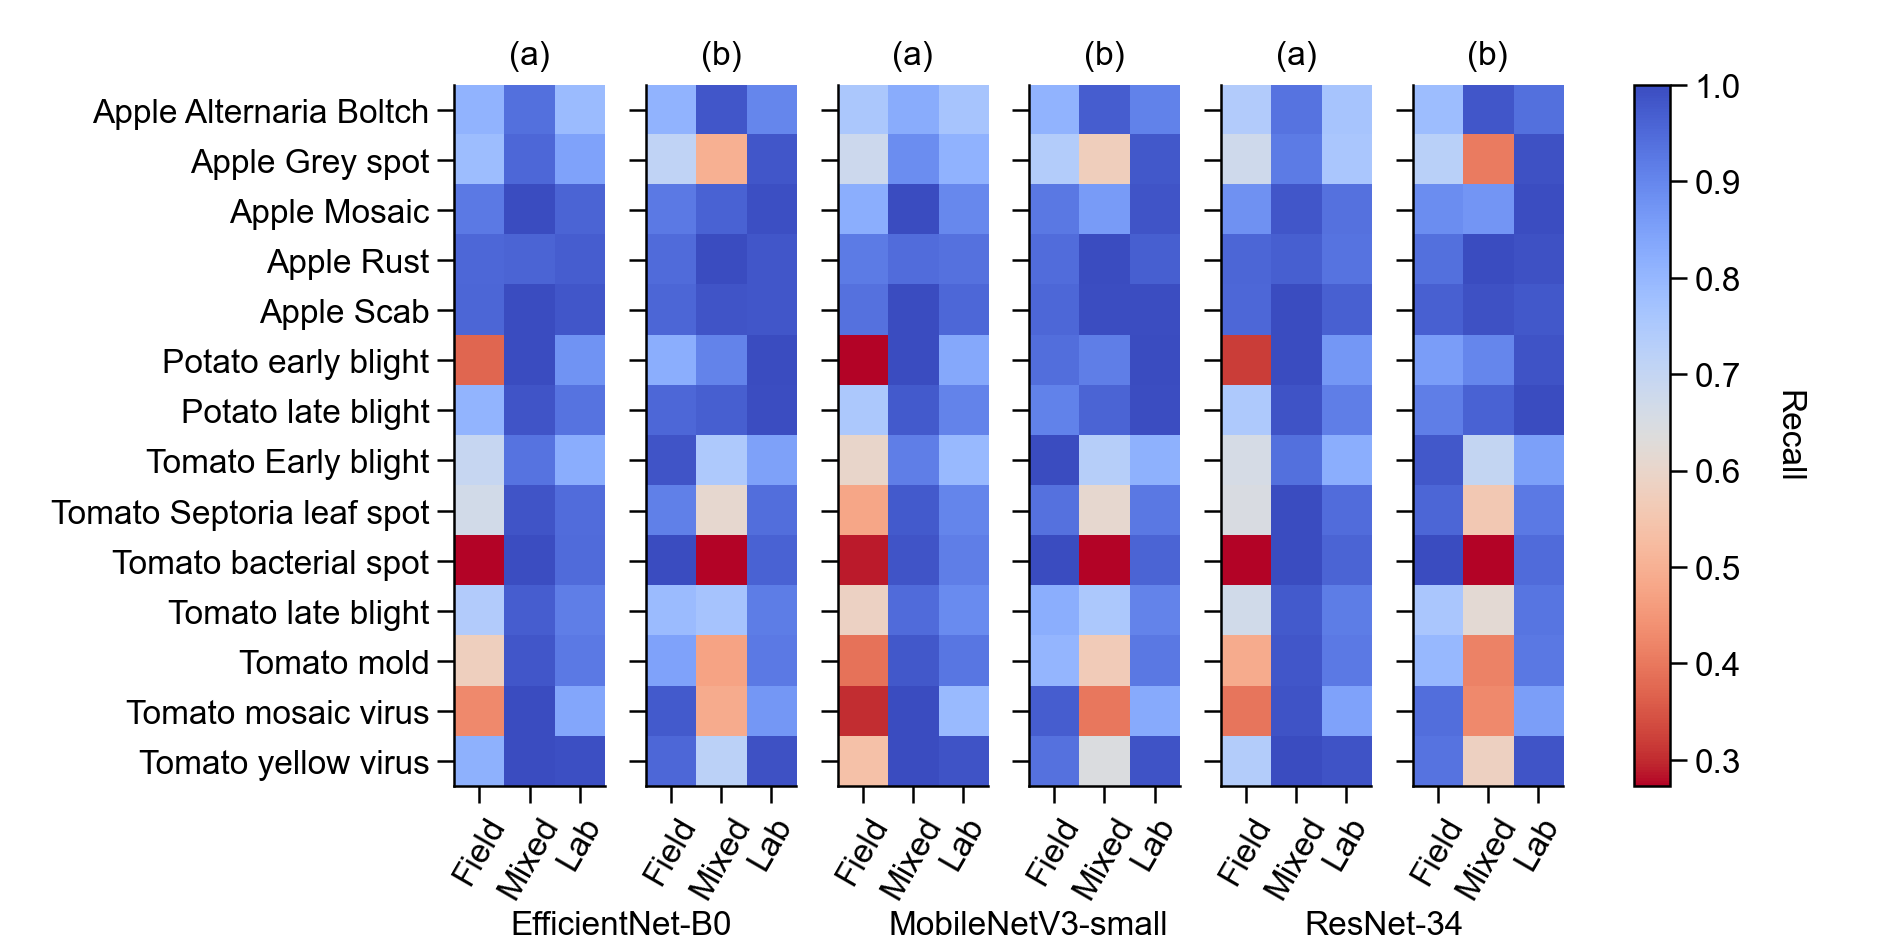 (a) (b) (a) (b) (a) (b)
Apple Alternaria Boltch
Apple Grey spot
Apple Mosaic
Apple Rust
Apple Scab
Potato early blight
Potato late blight
Tomato Early blight
Tomato Septoria leaf spot
Tomato bacterial spot
Tomato late blight
Tomato mold
Tomato mosaic virus
Tomato yellow virus
Field Mixed Lab Field Mixed Lab Field Mixed Lab Field Mixed Lab Field Mixed Lab Field Mixed Lab
EfficientNet-B0 MobileNetV3-small ResNet-34
1.0
0.9
0.8
0.7
0.6
0.5
0.4
0.3
Recall